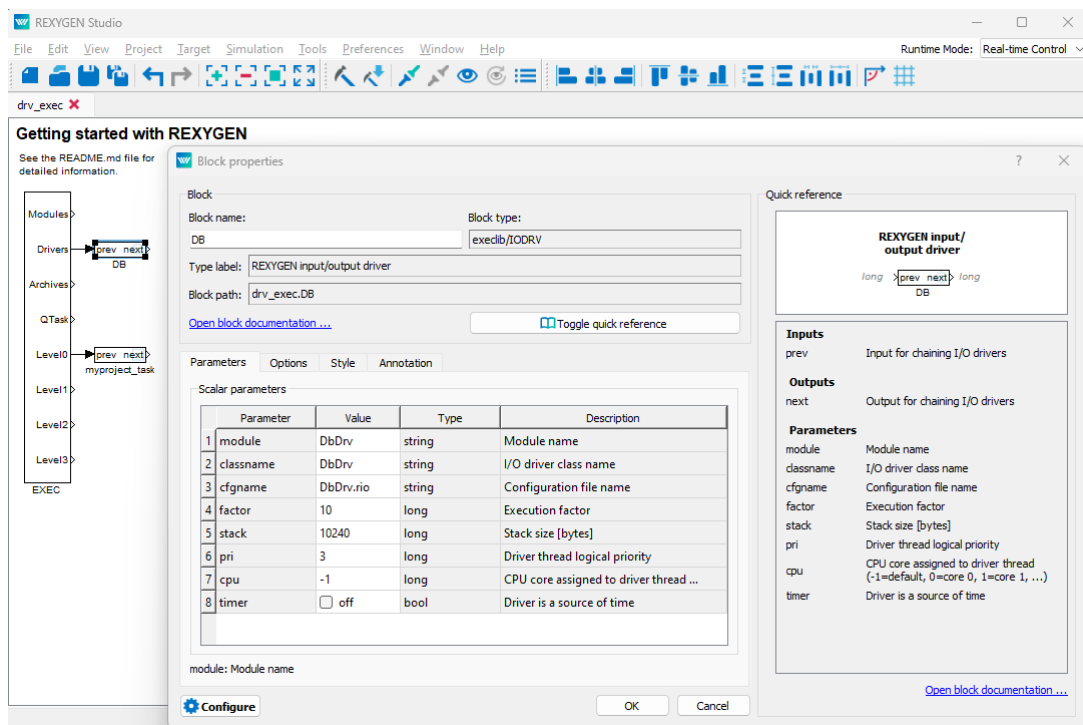 REXYGEN Studio
File Edit View Project Target Simulation Tools Preferences Window Help
Runtime Mode: Real-time Control
drv_exec
Getting started with REXYGEN
See the README.md file for
detailed information.
Modules
Drivers
prev next
DB
Archives
QTask
Level0
prev next
myproject_task
Level1
Level2
Level3
EXEC
Block properties
?
Block
Block name:
Block type:
DB
execlib/IODRV
Type label: REXYGEN input/output driver
Block path: drv_exec.DB
Open block documentation ...
Toggle quick reference
Parameters Options Style Annotation
Scalar parameters
Parameter Value Type Description
1 module DbDrv string Module name
2 classname DbDrv string I/O driver class name
3 cfgname DbDrv.rio string Configuration file name
4 factor 10 long Execution factor
5 stack 10240 long Stack size [bytes]
6 pri 3 long Driver thread logical priority
7 cpu -1 long CPU core assigned to driver thread ...
8 timer off bool Driver is a source of time
module: Module name
Configure
OK
Cancel
Quick reference
REXYGEN input/
output driver
long prev next long
DB
Inputs
prev Input for chaining I/O drivers
Outputs
next Output for chaining I/O drivers
Parameters
module Module name
classname I/O driver class name
cfgname Configuration file name
factor Execution factor
stack Stack size [bytes]
pri Driver thread logical priority
cpu CPU core assigned to driver thread
(-1=default, 0=core 0, 1=core 1, ...)
timer Driver is a source of time
Open block documentation ...